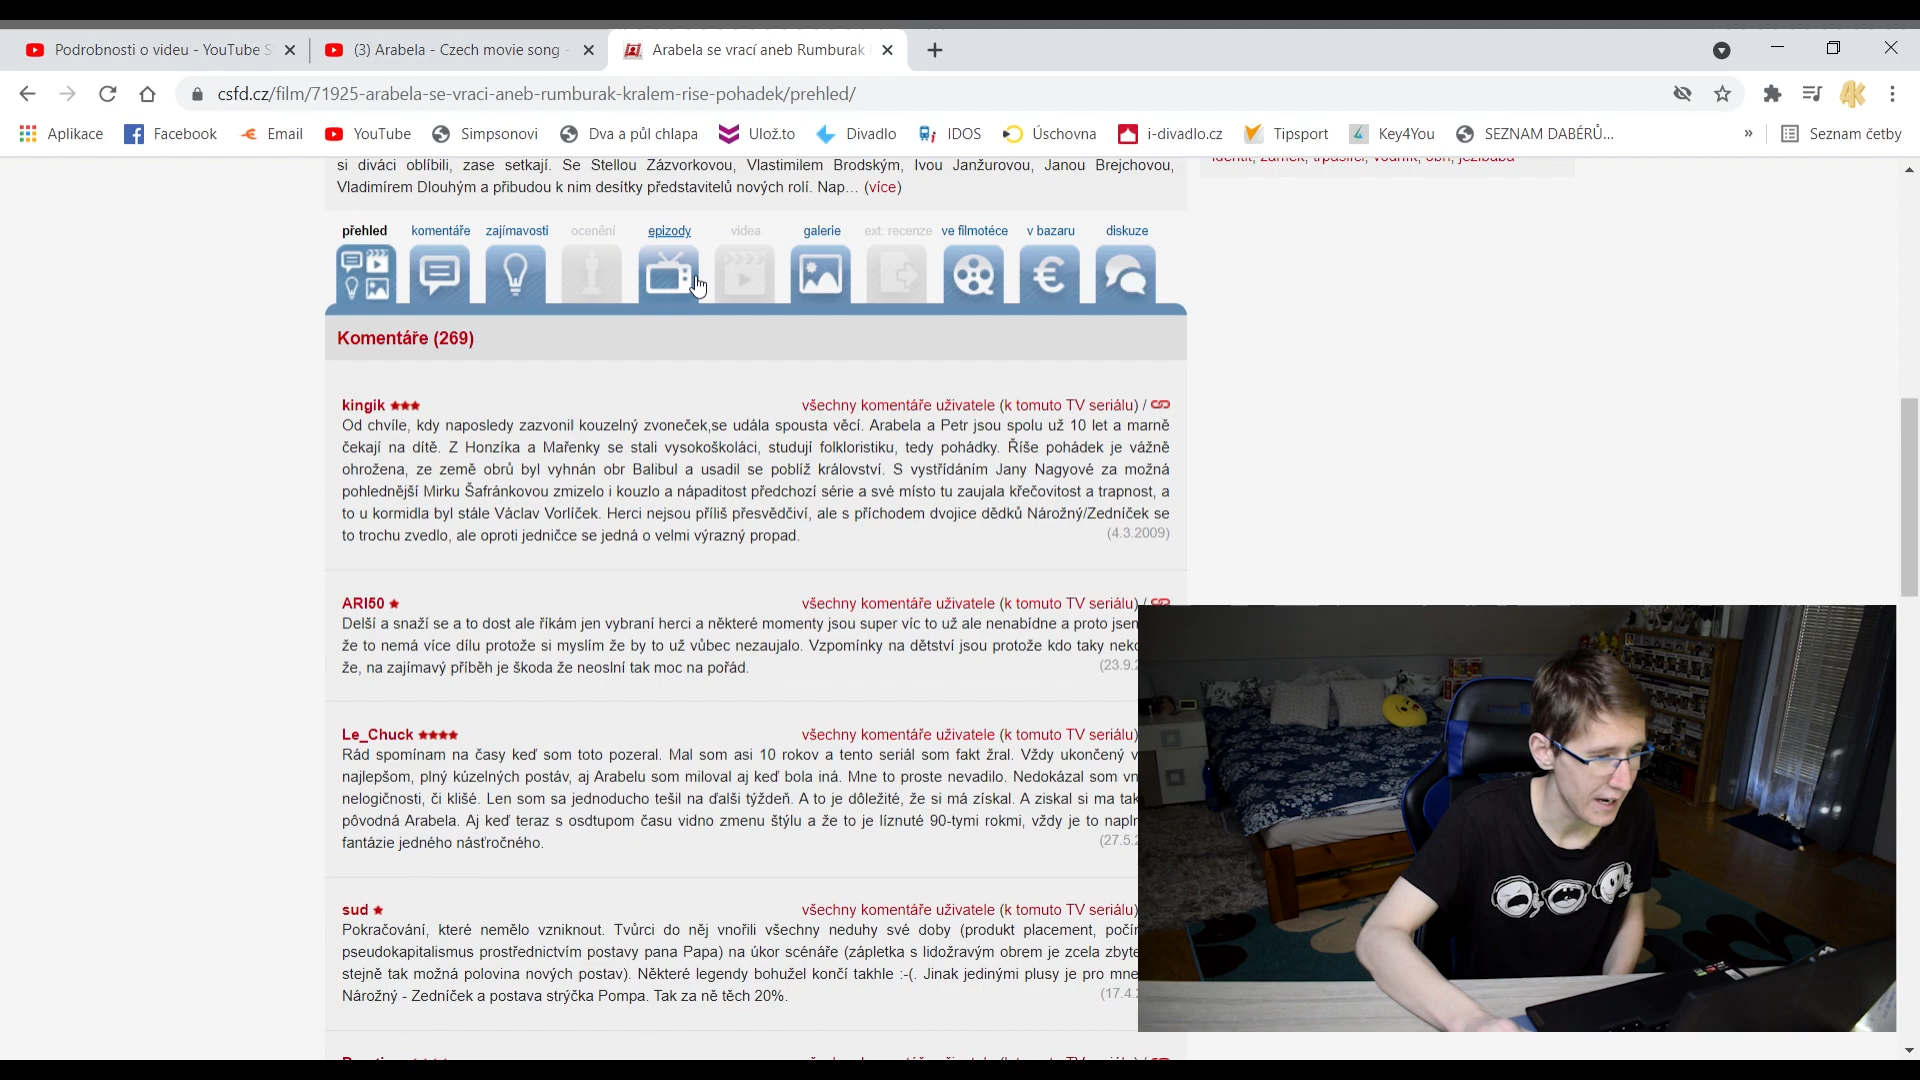 Podrobnosti o videu - YouTube S
(3) Arabela - Czech movie song -
Arabela se vrací aneb Rumburak
csfd.cz/film/71925-arabela-se-vraci-aneb-rumburak-kralem-rise-pohadek/prehled/
Aplikace Facebook Email YouTube Simpsonovi Dva a půl chlapa Ulož.to Divadlo IDOS Úschovna i-divadlo.cz Tipsport Key4You SEZNAM DABÉRŮ... » Seznam četby
si diváci oblíbili, zase setkají. Se Stellou Zázvorkovou, Vlastimilem Brodským, Ivou Janžurovou, Janou Brejchovou,
Vladimírem Dlouhým a přibudou k nim desítky představitelů nových rolí. Nap... (více)
přehled komentáře zajímavosti ocenění epizody videa galerie ext. recenze ve filmotéce v bazaru diskuze
Komentáře (269)
kingik ★★★ všechny komentáře uživatele (k tomuto TV seriálu) /
Od chvíle, kdy naposledy zazvonil kouzelný zvoneček,se udála spousta věcí. Arabela a Petr jsou spolu už 10 let a marně
čekají na dítě. Z Honzíka a Mařenky se stali vysokoškoláci, studují folkloristiku, tedy pohádky. Říše pohádek je vážně
ohrožena, ze země obrů byl vyhnán obr Balibul a usadil se poblíž království. S vystřídáním Jany Nagyové za možná
pohlednější Mirku Šafránkovou zmizelo i kouzlo a nápaditost předchozí série a své místo tu zaujala křečovitost a trapnost, a
to u kormidla byl stále Václav Vorlíček. Herci nejsou příliš přesvědčiví, ale s příchodem dvojice dědků Nárožný/Zedníček se
to trochu zvedlo, ale oproti jedničce se jedná o velmi výrazný propad. (4.3.2009)
ARI50 ★ všechny komentáře uživatele (k tomuto TV seriálu) /
Delší a snaží se a to dost ale říkám jen vybraní herci a některé momenty jsou super víc to už ale nenabídne a proto jsem
že to nemá více dílu protože si myslím že by to už vůbec nezaujalo. Vzpomínky na dětství jsou protože kdo taky neko
že, na zajímavý příběh je škoda že neoslní tak moc na pořád. (23.9.2
Le_Chuck ★★★★ všechny komentáře uživatele (k tomuto TV seriálu)
Rád spomínam na časy keď som toto pozeral. Mal som asi 10 rokov a tento seriál som fakt žral. Vždy ukončený v
najlepšom, plný kúzelných postáv, aj Arabelu som miloval aj keď bola iná. Mne to proste nevadilo. Nedokázal som vn
nelogičnosti, či klišé. Len som sa jednoducho tešil na ďalši týždeň. A to je dôležité, že si má získal. A ziskal si ma tak
pôvodná Arabela. Aj keď teraz s osdtupom času vidno zmenu štýlu a že to je líznuté 90-tymi rokmi, vždy je to napln
fantázie jedného násťročného. (27.5.2
sud ★ všechny komentáře uživatele (k tomuto TV seriálu)
Pokračování, které nemělo vzniknout. Tvůrci do něj vnořili všechny neduhy své doby (produkt placement, počín
pseudokapitalismus prostřednictvím postavy pana Papa) na úkor scénáře (zápletka s lidožravým obrem je zcela zbyte
stejně tak možná polovina nových postav). Některé legendy bohužel končí takhle :-(. Jinak jedinými plusy je pro mne
Nárožný - Zedníček a postava strýčka Pompa. Tak za ně těch 20%. (17.4.2